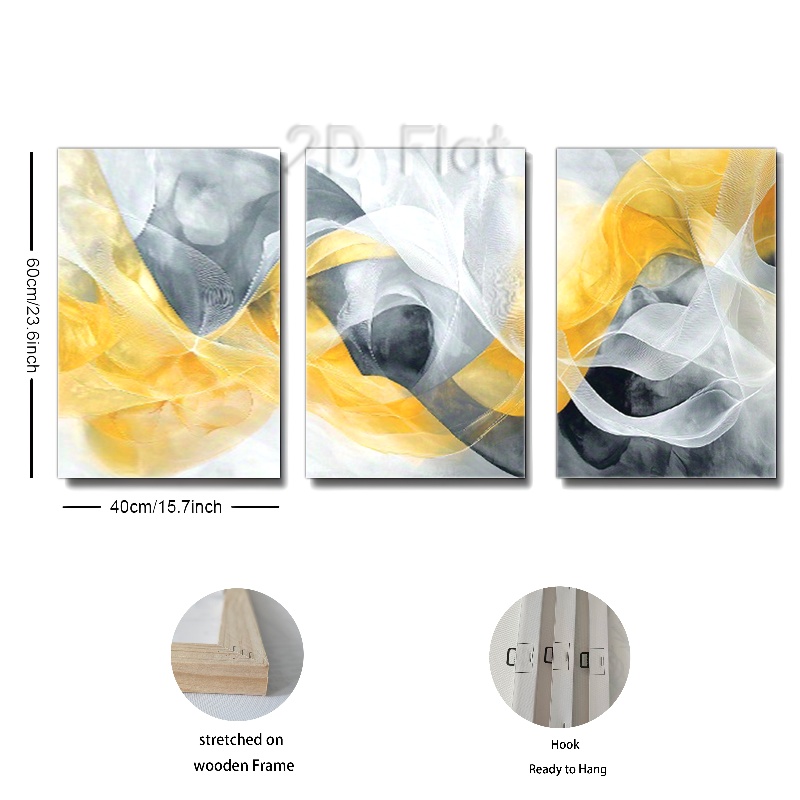 2D Flat
60cm/23.6inch
40cm/15.7inch
stretched on
wooden Frame
Hook
Ready to Hang